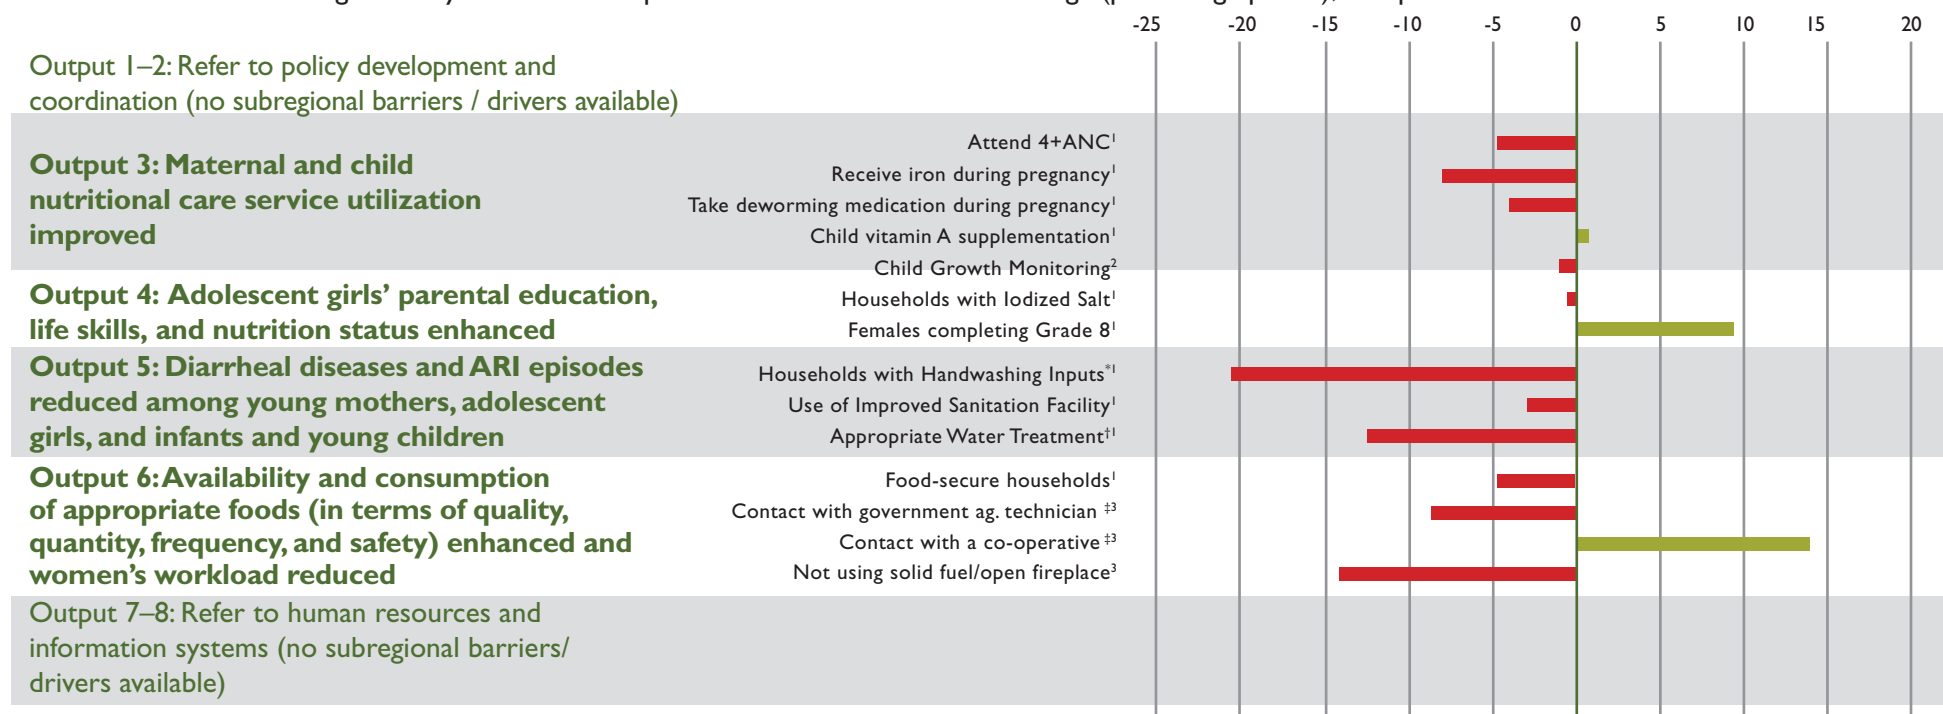 -25 -20 -15 -10 -5 0 5 10 15 20
Output 1–2: Refer to policy development and
coordination (no subregional barriers / drivers available)
Output 3: Maternal and child
nutritional care service utilization
improved
Attend 4+ANC¹
Receive iron during pregnancy¹
Take deworming medication during pregnancy¹
Child vitamin A supplementation¹
Child Growth Monitoring²
Output 4: Adolescent girls’ parental education,
life skills, and nutrition status enhanced
Households with Iodized Salt¹
Females completing Grade 8¹
Output 5: Diarrheal diseases and ARI episodes
reduced among young mothers, adolescent
girls, and infants and young children
Households with Handwashing Inputs*¹
Use of Improved Sanitation Facility¹
Appropriate Water Treatment†¹
Output 6: Availability and consumption
of appropriate foods (in terms of quality,
quantity, frequency, and safety) enhanced and
women’s workload reduced
Food-secure households¹
Contact with government ag. technician ‡³
Contact with a co-operative ‡³
Not using solid fuel/open fireplace³
Output 7–8: Refer to human resources and
information systems (no subregional barriers/
drivers available)